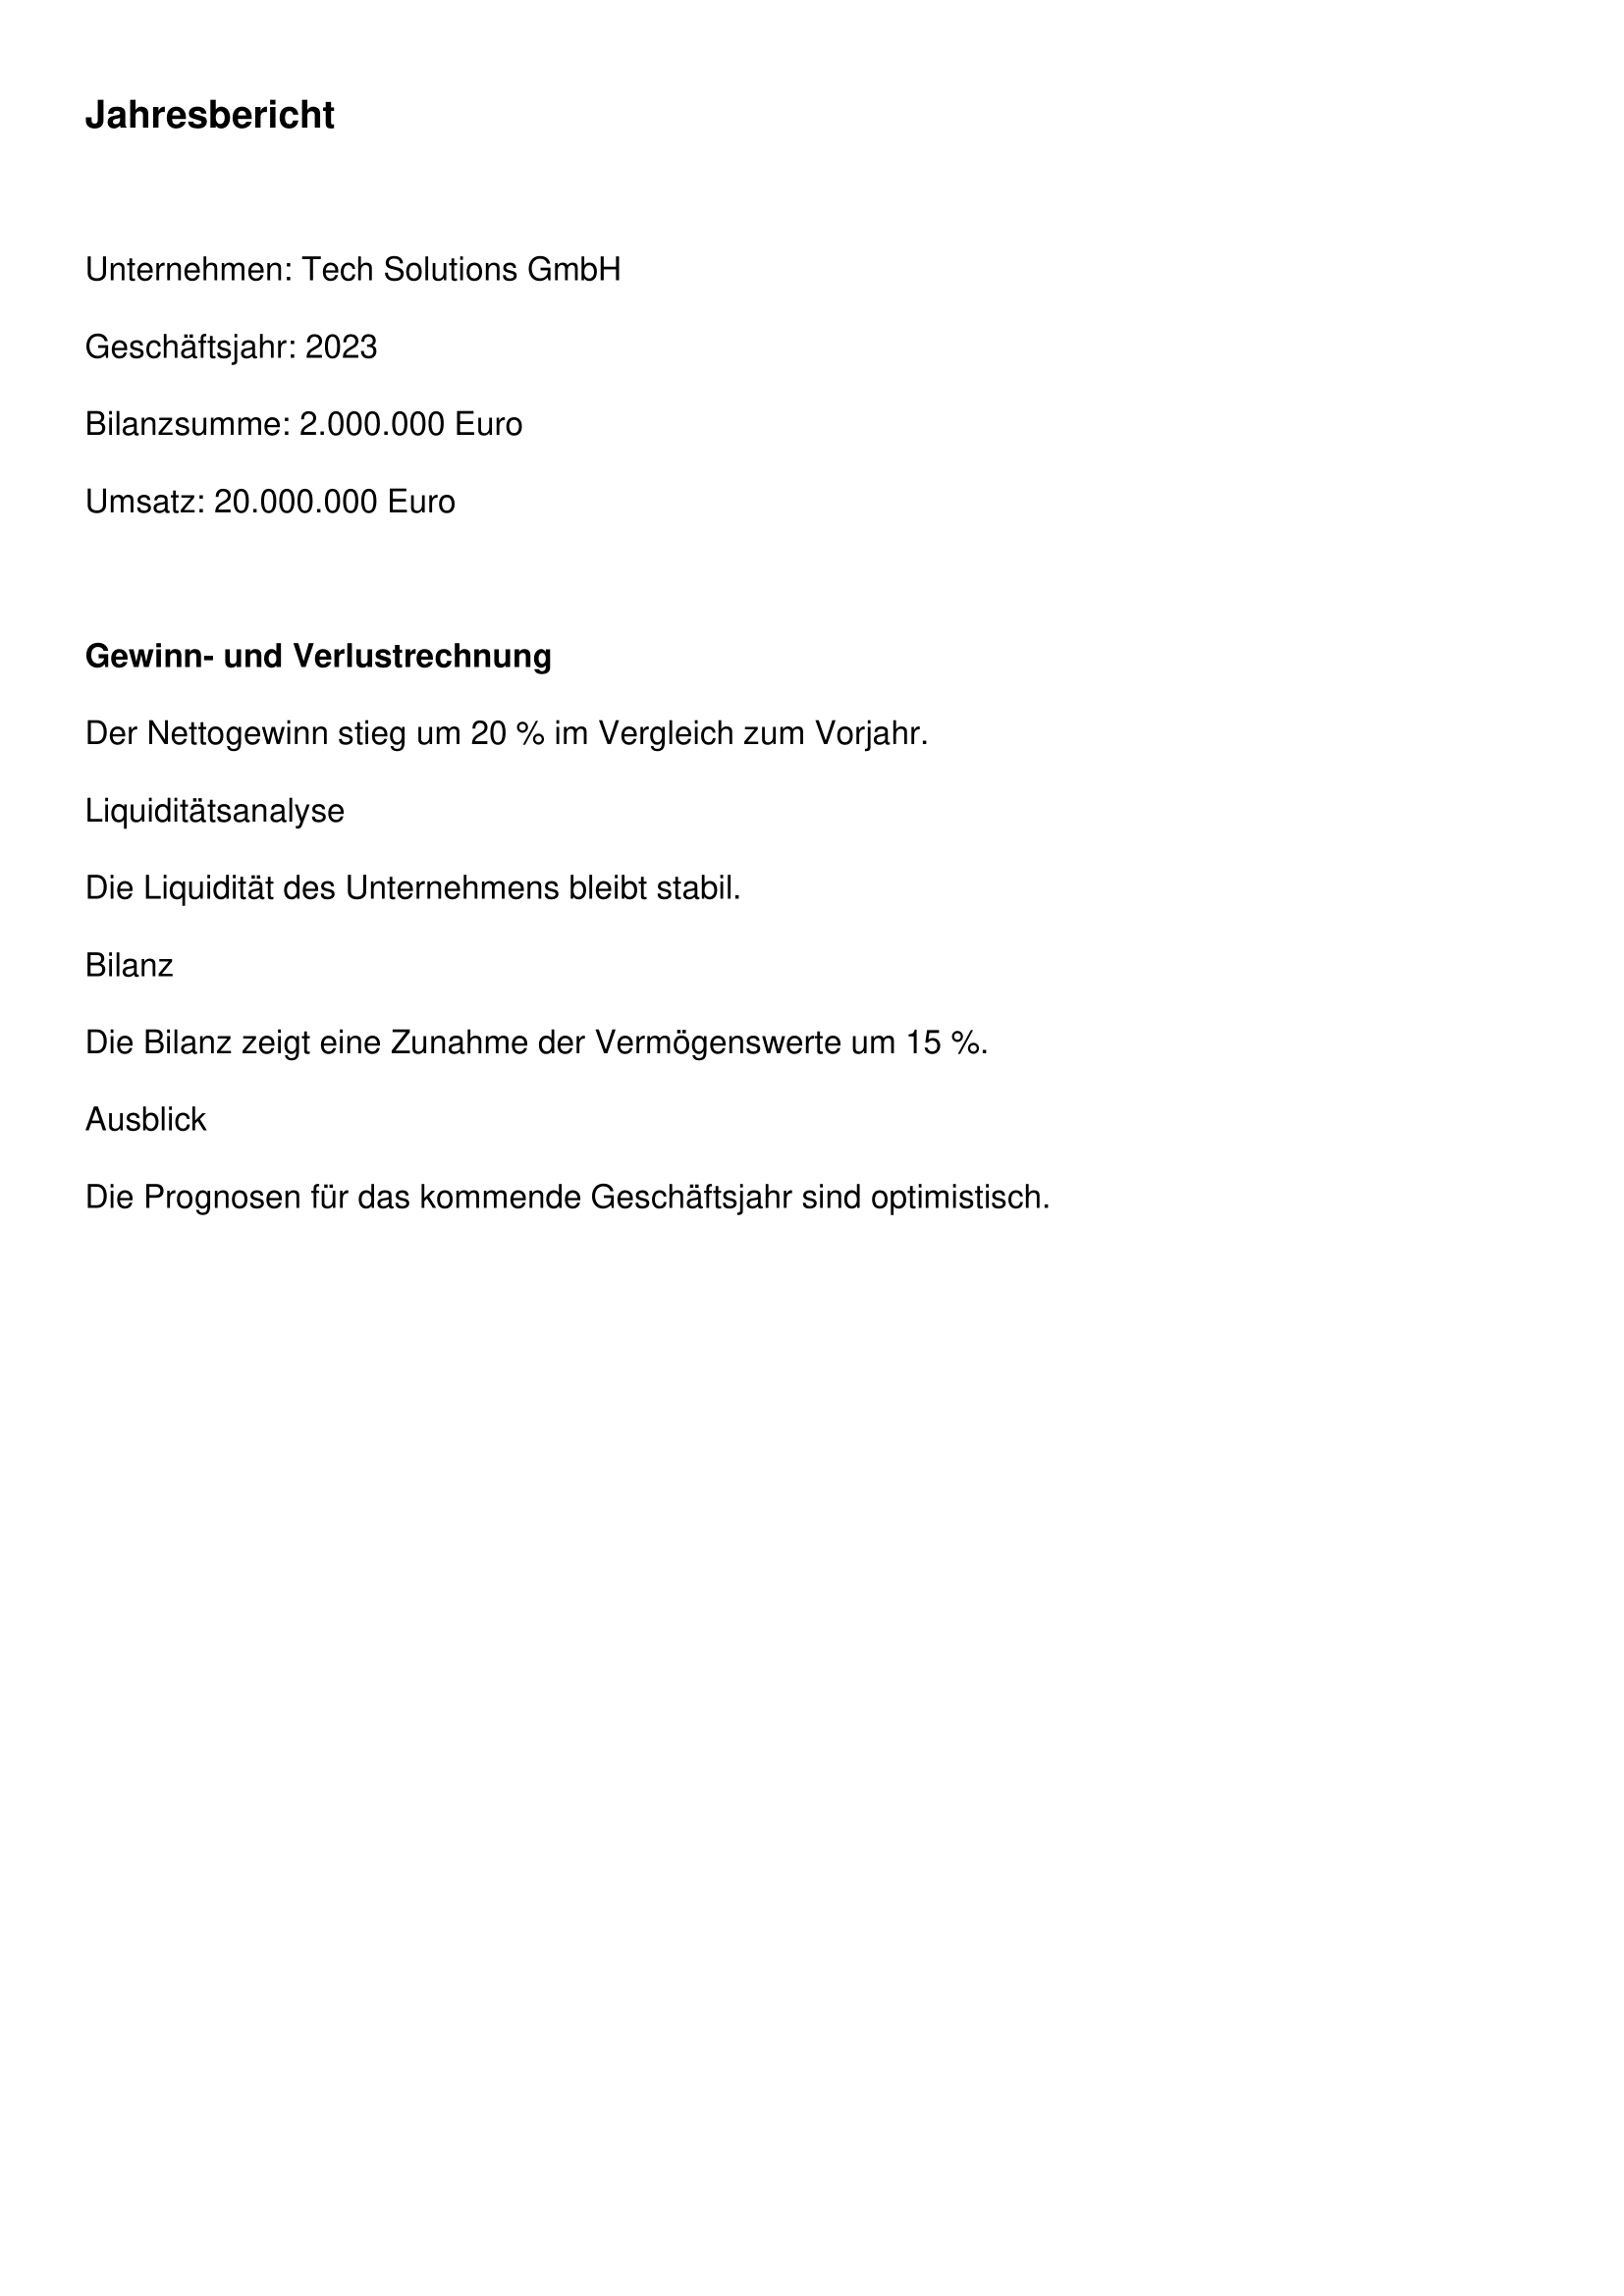 Jahresbericht
Unternehmen: Tech Solutions GmbH
Geschäftsjahr: 2023
Bilanzsumme: 2.000.000 Euro
Umsatz: 20.000.000 Euro
Gewinn- und Verlustrechnung
Der Nettogewinn stieg um 20 % im Vergleich zum Vorjahr.
Liquiditätsanalyse
Die Liquidität des Unternehmens bleibt stabil.
Bilanz
Die Bilanz zeigt eine Zunahme der Vermögenswerte um 15 %.
Ausblick
Die Prognosen für das kommende Geschäftsjahr sind optimistisch.